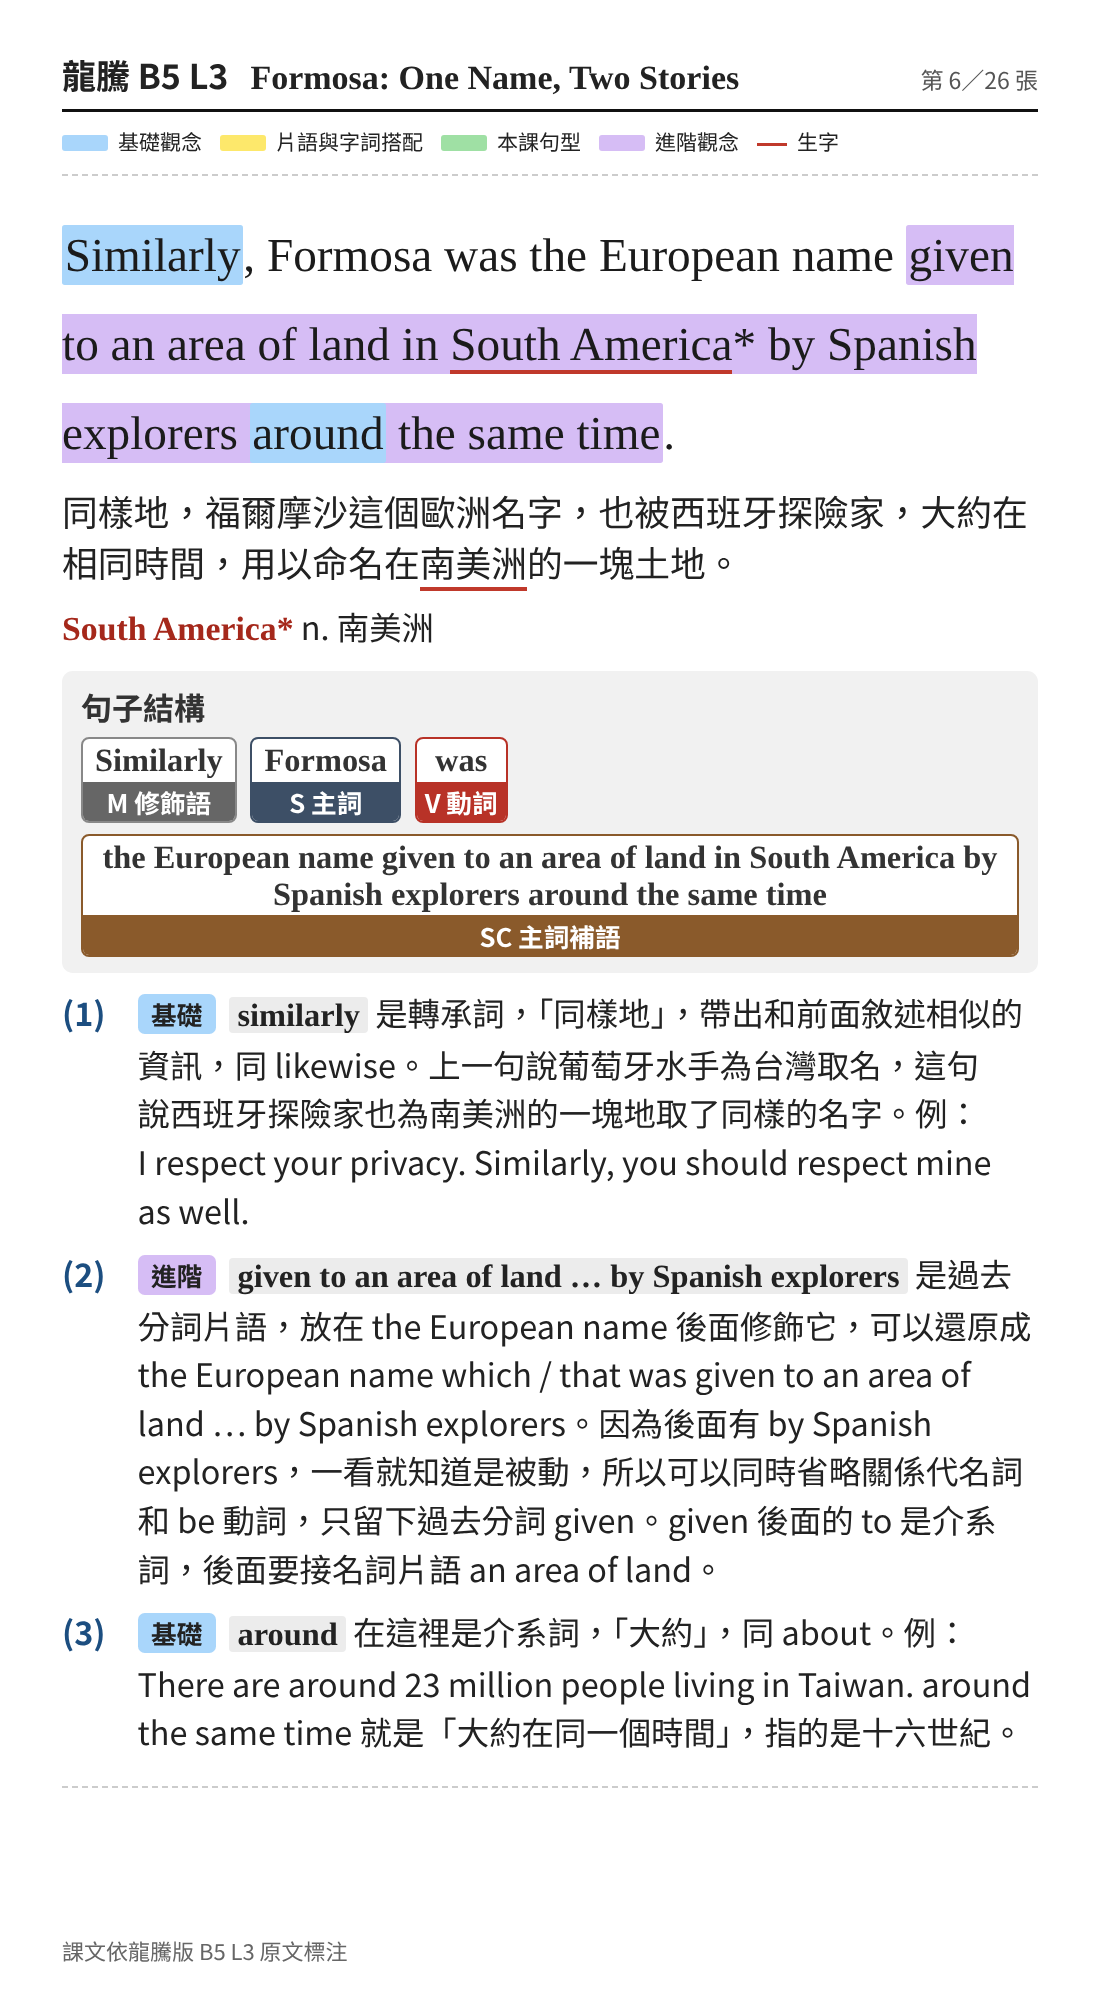 龍騰 B5 L3 Formosa: One Name, Two Stories 第 6／26 張
基礎觀念 片語與字詞搭配 本課句型 進階觀念 生字
Similarly, Formosa was the European name given
to an area of land in South America* by Spanish
explorers around the same time.
同樣地，福爾摩沙這個歐洲名字，也被西班牙探險家，大約在
相同時間，用以命名在南美洲的一塊土地。
South America* n. 南美洲
句子結構
Similarly Formosa was
M 修飾語 S 主詞 V 動詞
the European name given to an area of land in South America by
Spanish explorers around the same time
SC 主詞補語
(1) 基礎 similarly 是轉承詞，「同樣地」，帶出和前面敘述相似的
資訊，同 likewise。上一句說葡萄牙水手為台灣取名，這句
說西班牙探險家也為南美洲的一塊地取了同樣的名字。例：
I respect your privacy. Similarly, you should respect mine
as well.
(2) 進階 given to an area of land … by Spanish explorers 是過去
分詞片語，放在 the European name 後面修飾它，可以還原成
the European name which / that was given to an area of
land … by Spanish explorers。因為後面有 by Spanish
explorers，一看就知道是被動，所以可以同時省略關係代名詞
和 be 動詞，只留下過去分詞 given。given 後面的 to 是介系
詞，後面要接名詞片語 an area of land。
(3) 基礎 around 在這裡是介系詞，「大約」，同 about。例：
There are around 23 million people living in Taiwan. around
the same time 就是「大約在同一個時間」，指的是十六世紀。
課文依龍騰版 B5 L3 原文標注